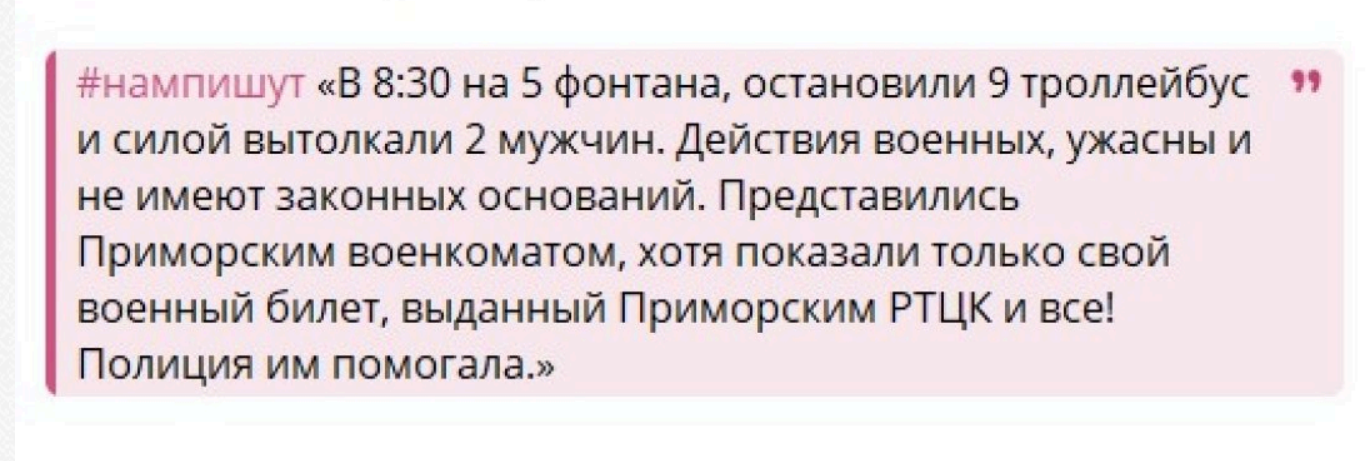 #нампишут «В 8:30 на 5 фонтана, остановили 9 троллейбус
и силой вытолкали 2 мужчин. Действия военных, ужасны и
не имеют законных оснований. Представились
Приморским военкоматом, хотя показали только свой
военный билет, выданный Приморским РТЦК и все!
Полиция им помогала.»